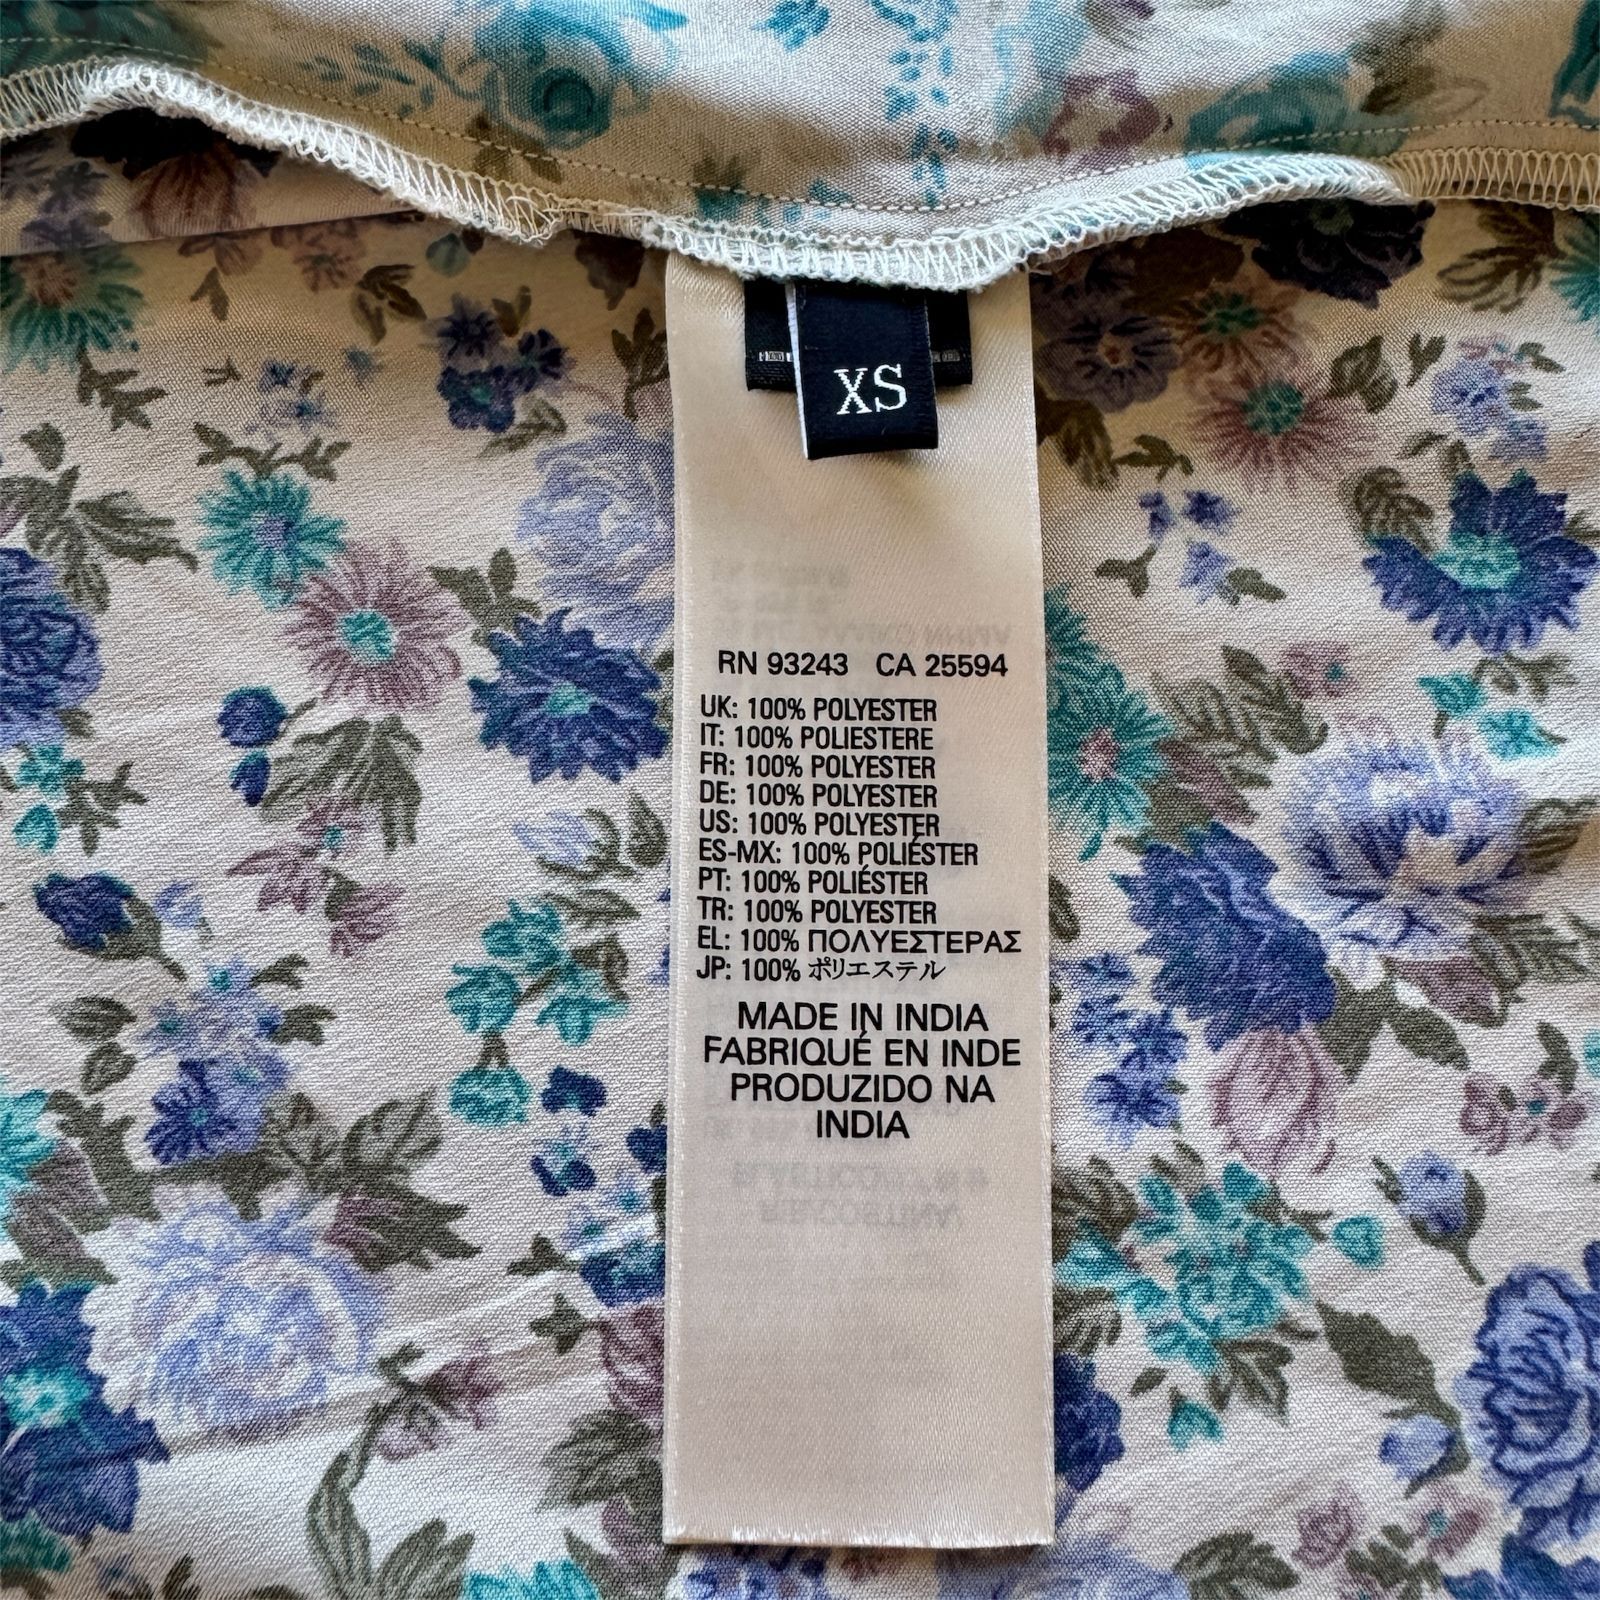 XS
RN 93243 CA 25594
UK: 100% POLYESTER
IT: 100% POLIESTERE
FR: 100% POLYESTER
DE: 100% POLYESTER
US: 100% POLYESTER
ES-MX: 100% POLIÉSTER
PT: 100% POLIÉSTER
TR: 100% POLYESTER
EL: 100% ΠΟΛΥΕΣΤΕΡΑΣ
JP: 100% ポリエステル
MADE IN INDIA
FABRIQUÉ EN INDE
PRODUZIDO NA
INDIA